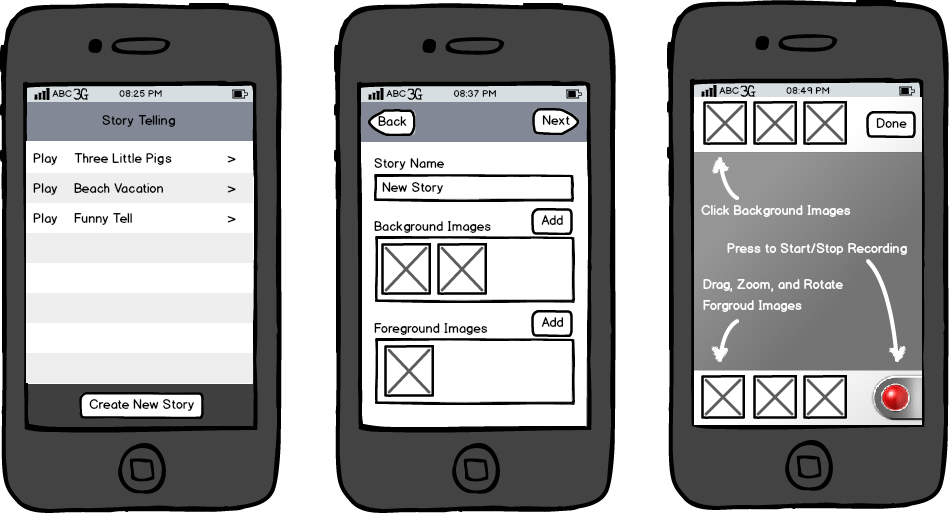 ABC 3G 08:25 PM
Story Telling
Play Three Little Pigs >
Play Beach Vacation >
Play Funny Tell >
Create New Story
ABC 3G 08:37 PM
Back Next
Story Name
New Story
Background Images Add
Foreground Images Add
ABC 3G 08:49 PM
Done
Click Background Images
Press to Start/Stop Recording
Drag, Zoom, and Rotate
Forgroud Images